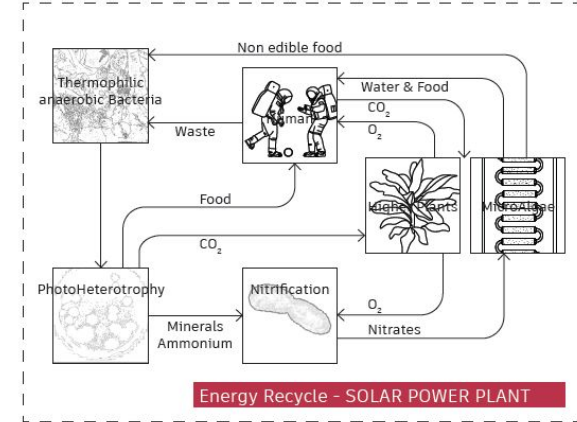 Non edible food
Thermophilic
anaerobic Bacteria
Human
Water & Food
CO₂
O₂
Waste
Higher Plants
MicroAlgae
Food
CO₂
PhotoHeterotrophy
Nitrification
O₂
Nitrates
Minerals
Ammonium
Energy Recycle - SOLAR POWER PLANT